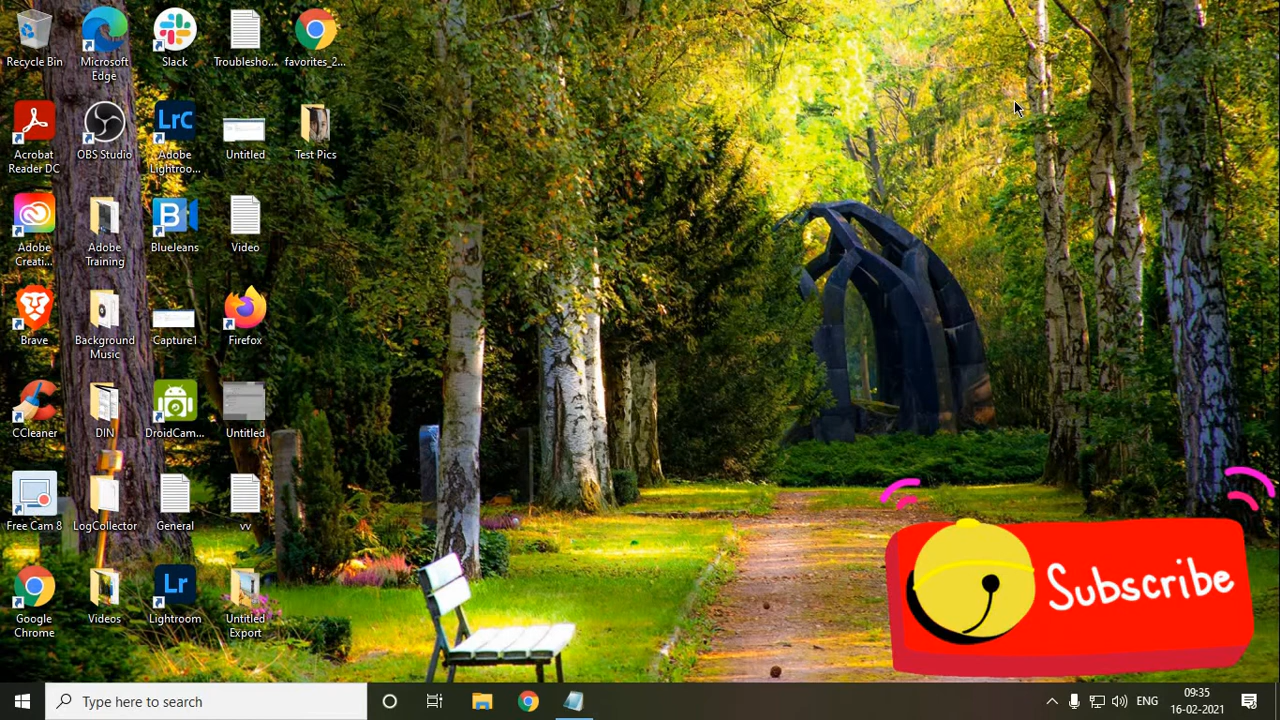 Recycle Bin
Microsoft
Edge
Slack
Troublesho...
favorites_2...
Acrobat
Reader DC
OBS Studio
Adobe
Lightroo...
Untitled
Test Pics
Adobe
Creati...
Adobe
Training
BlueJeans
Video
Brave
Background
Music
Capture1
Firefox
CCleaner
DIN
DroidCam...
Untitled
Free Cam 8
LogCollector
General
vv
Google
Chrome
Videos
Lightroom
Untitled
Export
Subscribe
Type here to search
ENG
09:35
16-02-2021